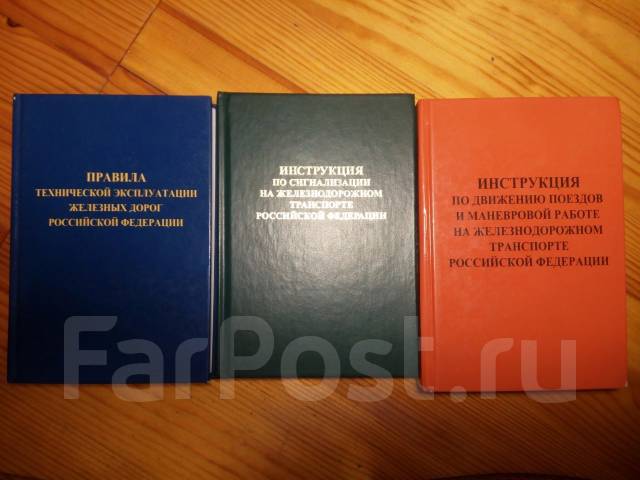 ПРАВИЛА
ТЕХНИЧЕСКОЙ ЭКСПЛУАТАЦИИ
ЖЕЛЕЗНЫХ ДОРОГ
РОССИЙСКОЙ ФЕДЕРАЦИИ
ИНСТРУКЦИЯ
ПО СИГНАЛИЗАЦИИ
НА ЖЕЛЕЗНОДОРОЖНОМ
ТРАНСПОРТЕ
РОССИЙСКОЙ ФЕДЕРАЦИИ
ИНСТРУКЦИЯ
ПО ДВИЖЕНИЮ ПОЕЗДОВ
И МАНЕВРОВОЙ РАБОТЕ
НА ЖЕЛЕЗНОДОРОЖНОМ
ТРАНСПОРТЕ
РОССИЙСКОЙ ФЕДЕРАЦИИ
FarPost.ru